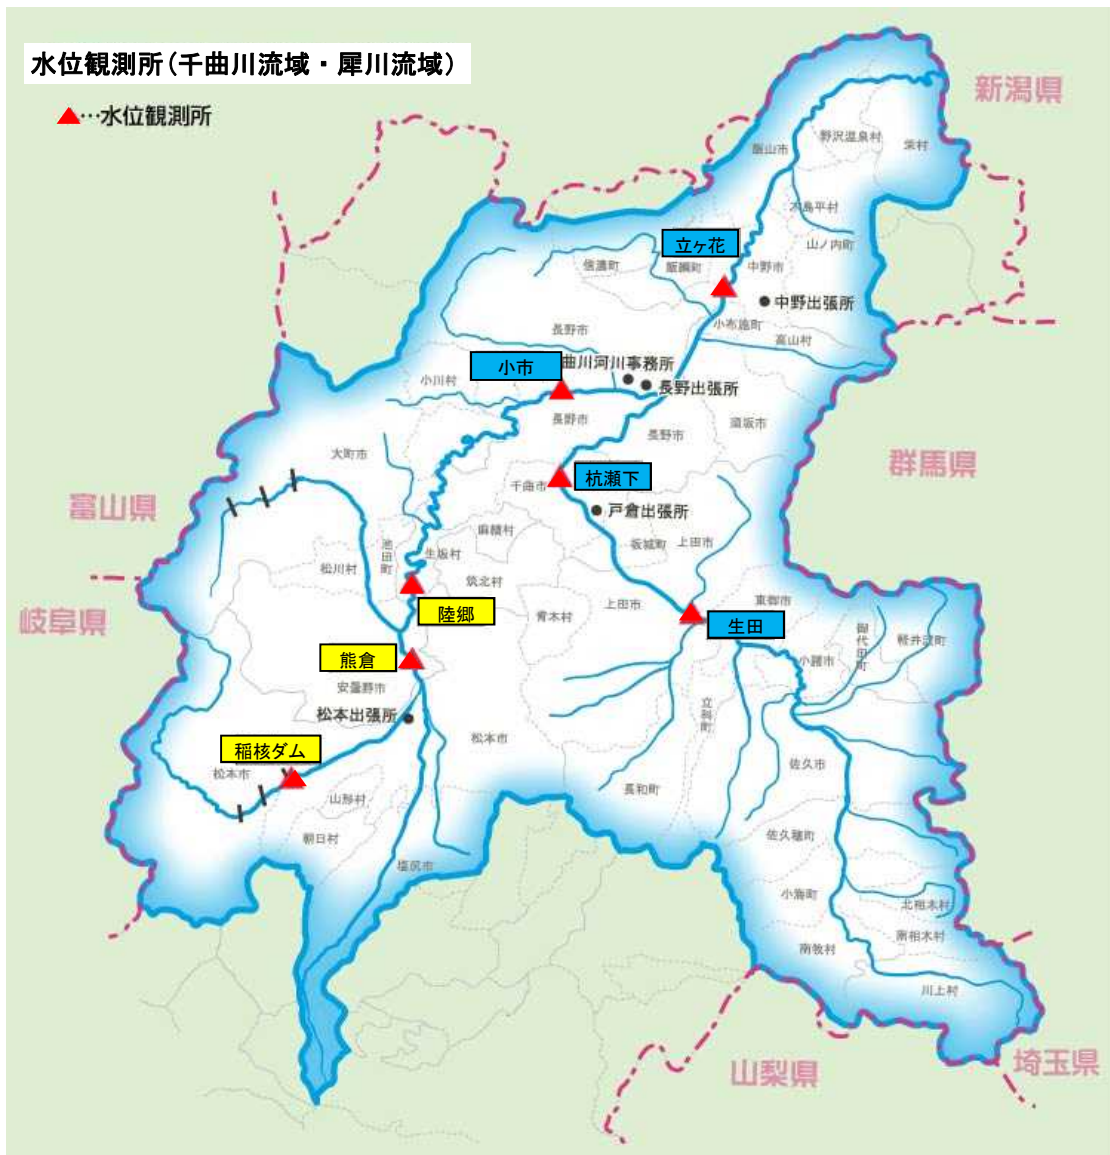 水位観測所（千曲川流域・犀川流域）
▲…水位観測所
新潟県
野沢温泉村
栄村
飯山市
木島平村
山ノ内町
立ヶ花
信濃町
飯綱町
中野市
●中野出張所
小布施町
高山村
長野市
小市
曲川河川事務所
●長野出張所
小川村
長野市
長野市
須坂市
大町市
群馬県
杭瀬下
千曲市
●戸倉出張所
富山県
麻績村
坂城町
上田市
池田町
生坂村
松川村
筑北村
陸郷
青木村
上田市
東御市
生田
岐阜県
御代田町
軽井沢町
小諸市
熊倉
安曇野市
松本出張所●
立科町
稲核ダム
松本市
松本市
佐久市
山形村
長和町
朝日村
佐久穂町
塩尻市
小海町
北相木村
南相木村
南牧村
川上村
山梨県
埼玉県